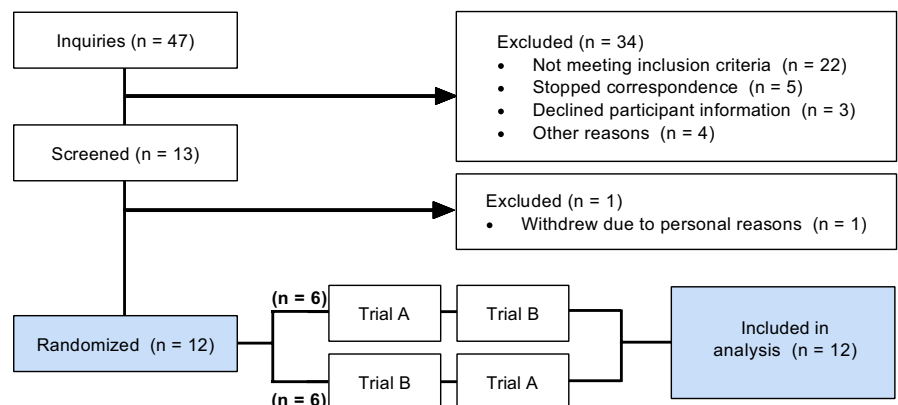 Inquiries (n = 47)
Excluded (n = 34)
• Not meeting inclusion criteria (n = 22)
• Stopped correspondence (n = 5)
• Declined participant information (n = 3)
• Other reasons (n = 4)
Screened (n = 13)
Excluded (n = 1)
• Withdrew due to personal reasons (n = 1)
Randomized (n = 12)
(n = 6)
Trial A
Trial B
(n = 6)
Trial B
Trial A
Included in
analysis (n = 12)